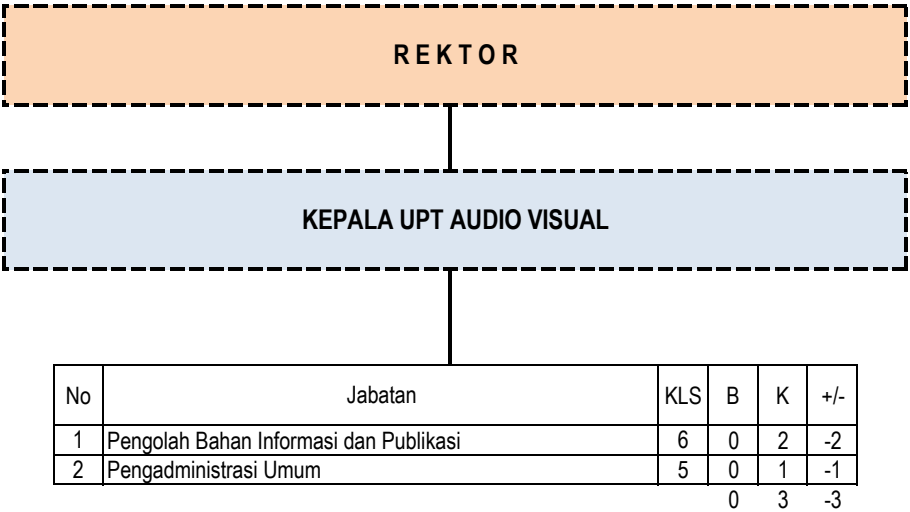 R E K T O R
KEPALA UPT AUDIO VISUAL
No Jabatan KLS B K +/-
1 Pengolah Bahan Informasi dan Publikasi 6 0 2 -2
2 Pengadministrasi Umum 5 0 1 -1
0 3 -3